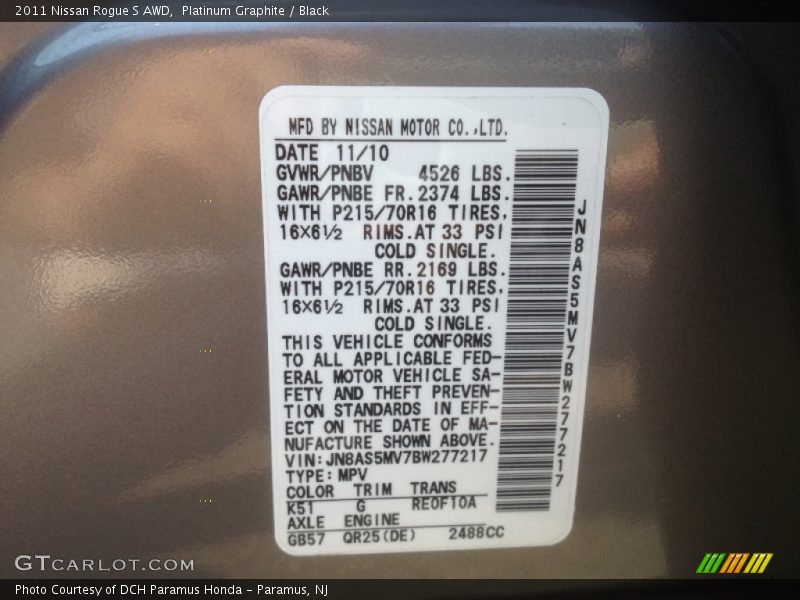 2011 Nissan Rogue S AWD, Platinum Graphite / Black
MFD BY NISSAN MOTOR CO.,LTD.
DATE 11/10
GVWR/PNBV 4526 LBS.
GAWR/PNBE FR.2374 LBS.
WITH P215/70R16 TIRES,
16X6½ RIMS.AT 33 PSI
COLD SINGLE.
GAWR/PNBE RR.2169 LBS.
WITH P215/70R16 TIRES,
16X6½ RIMS.AT 33 PSI
COLD SINGLE.
THIS VEHICLE CONFORMS
TO ALL APPLICABLE FED-
ERAL MOTOR VEHICLE SA-
FETY AND THEFT PREVEN-
TION STANDARDS IN EFF-
ECT ON THE DATE OF MA-
NUFACTURE SHOWN ABOVE.
VIN:JN8AS5MV7BW277217
TYPE:MPV
COLOR TRIM TRANS
K51 G RE0F10A
AXLE ENGINE
GB57 QR25(DE) 2488CC
JN8AS5MV7BW277217
GTCARLOT.COM
Photo Courtesy of DCH Paramus Honda - Paramus, NJ